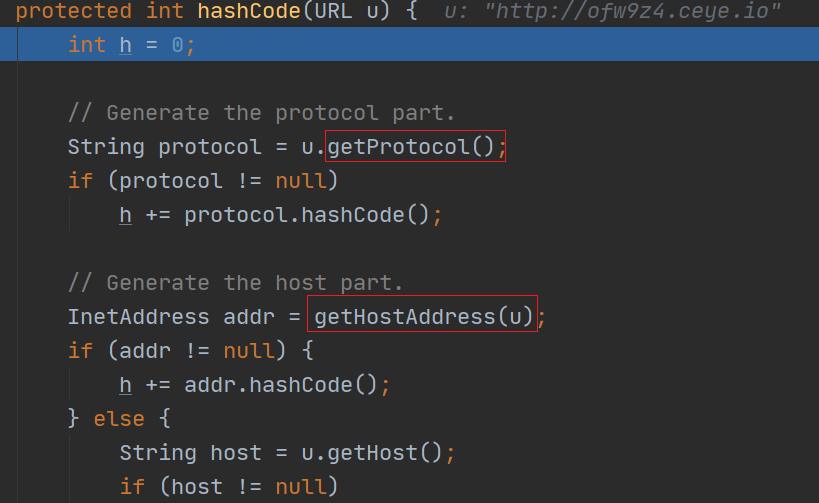 protected int hashCode(URL u) { u: "http://ofw9z4.ceye.io"
int h = 0;
// Generate the protocol part.
String protocol = u.getProtocol();
if (protocol != null)
h += protocol.hashCode();
// Generate the host part.
InetAddress addr = getHostAddress(u);
if (addr != null) {
h += addr.hashCode();
} else {
String host = u.getHost();
if (host != null)